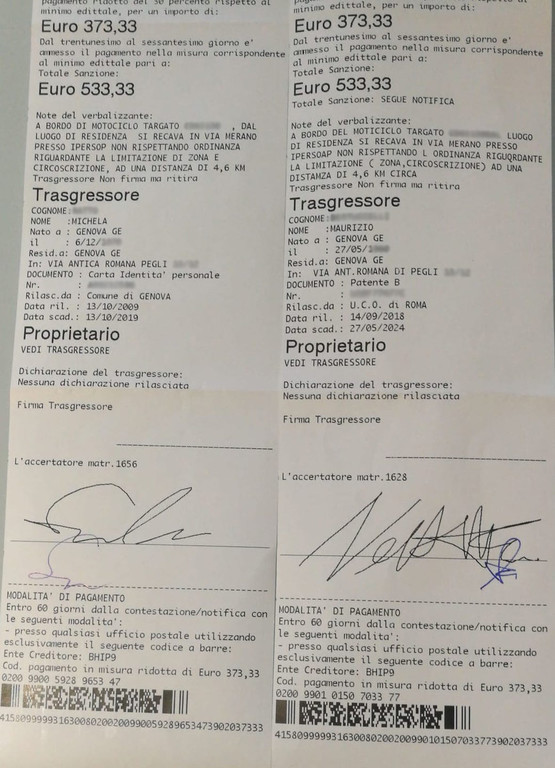 pagamento ridotto del 30 percento rispetto al
minimo edittale, per un importo di:
Euro 373,33
Dal trentunesimo al sessantesimo giorno e'
ammesso il pagamento nella misura corrispondente
al minimo edittale pari a:
Totale Sanzione:
Euro 533,33
Note del verbalizzante:
A BORDO DI MOTOCICLO TARGATO , DAL
LUOGO DI RESIDENZA SI RECAVA IN VIA MERANO
PRESSO IPERSOP NON RISPETTANDO ORDINANZA
RIGUARDANTE LA LIMITAZIONE DI ZONA E
CIRCOSCRIZIONE, AD UNA DISTANZA DI 4,6 KM
Trasgressore Non firma ma ritira
Trasgressore
COGNOME:
NOME :MICHELA
Nato a : GENOVA GE
il : 6/12/
Resid.a: GENOVA GE
In: VIA ANTICA ROMANA PEGLI
DOCUMENTO : Carta Identita' personale
Nr. :
Rilasc.da : Comune di GENOVA
Data ril. : 13/10/2009
Data scad.: 13/10/2019
Proprietario
VEDI TRASGRESSORE
Dichiarazione del trasgressore:
Nessuna dichiarazione rilasciata
Firma Trasgressore
L'accertatore matr.1656
MODALITA' DI PAGAMENTO
Entro 60 giorni dalla contestazione/notifica con
le seguenti modalita':
- presso qualsiasi ufficio postale utilizzando
esclusivamente il seguente codice a barre:
Ente Creditore: BHIP9
Cod. pagamento in misura ridotta di Euro 373,33
0200 9900 5928 9653 47
minimo edittale, per un importo di:
Euro 373,33
Dal trentunesimo al sessantesimo giorno e'
ammesso il pagamento nella misura corrispondente
al minimo edittale pari a:
Totale Sanzione:
Euro 533,33
Totale Sanzione: SEGUE NOTIFICA
Note del verbalizzante:
A BORDO DEL MOTICICLO TARGATO LUOGO
DI RESIDENZA SI RECAVA IN VIA MERANO PRESSO
IPERSOAP NON RISPETTANDO L ORDINANZA RIGUQRDANTE
LA LIMITAZIONE ( ZONA,CIRCOSCRIZIONE) AD UNA
DISTANZA DI 4,6 KM CIRCA
Trasgressore Non firma ma ritira
Trasgressore
COGNOME:
NOME :MAURIZIO
Nato a : GENOVA GE
il : 27/05/
Resid.a: GENOVA GE
In: VIA ANT.ROMANA DI PEGLI
DOCUMENTO : Patente B
Nr. :
Rilasc.da : U.C.O. di ROMA
Data ril. : 14/09/2018
Data scad.: 27/05/2024
Proprietario
VEDI TRASGRESSORE
Dichiarazione del trasgressore:
Nessuna dichiarazione rilasciata
Firma Trasgressore
L'accertatore matr.1628
MODALITA' DI PAGAMENTO
Entro 60 giorni dalla contestazione/notifica con
le seguenti modalita':
- presso qualsiasi ufficio postale utilizzando
esclusivamente il seguente codice a barre:
Ente Creditore: BHIP9
Cod. pagamento in misura ridotta di Euro 373,33
0200 9901 0150 7033 77